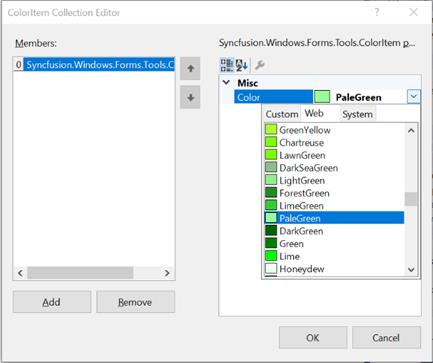 ColorItem Collection Editor ? ×
Members:
0 Syncfusion.Windows.Forms.Tools.C
Add Remove
Syncfusion.Windows.Forms.Tools.ColorItem p...
Misc
Color PaleGreen
Custom Web System
GreenYellow
Chartreuse
LawnGreen
DarkSeaGreen
LightGreen
ForestGreen
LimeGreen
PaleGreen
DarkGreen
Green
Lime
Honeydew
OK Cancel